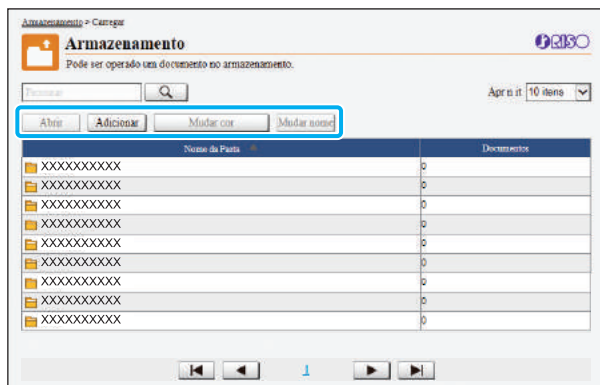 Armazenamento > Carregar
Armazenamento
RISO
Pode ser operado um documento no armazenamento.
Apr n it 10 itens
Abrir Adicionar Mudar cor Mudar nome
Nome da Pasta Documentos
XXXXXXXXXX 0
XXXXXXXXXX 0
XXXXXXXXXX 0
XXXXXXXXXX 0
XXXXXXXXXX 0
XXXXXXXXXX 0
XXXXXXXXXX 0
XXXXXXXXXX 0
XXXXXXXXXX 0
1